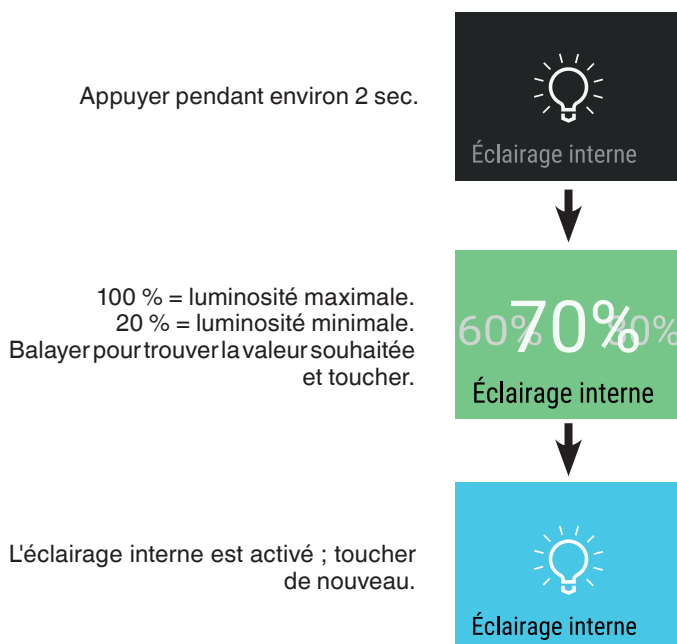 Appuyer pendant environ 2 sec.
Éclairage interne
100 % = luminosité maximale.
20 % = luminosité minimale.
Balayer pour trouver la valeur souhaitée
et toucher.
60% 70% 80%
Éclairage interne
L'éclairage interne est activé ; toucher
de nouveau.
Éclairage interne